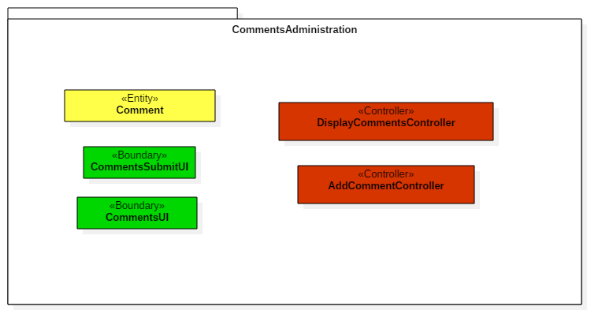 CommentsAdministration
«Entity»
Comment
«Boundary»
CommentsSubmitUI
«Boundary»
CommentsUI
«Controller»
DisplayCommentsController
«Controller»
AddCommentController